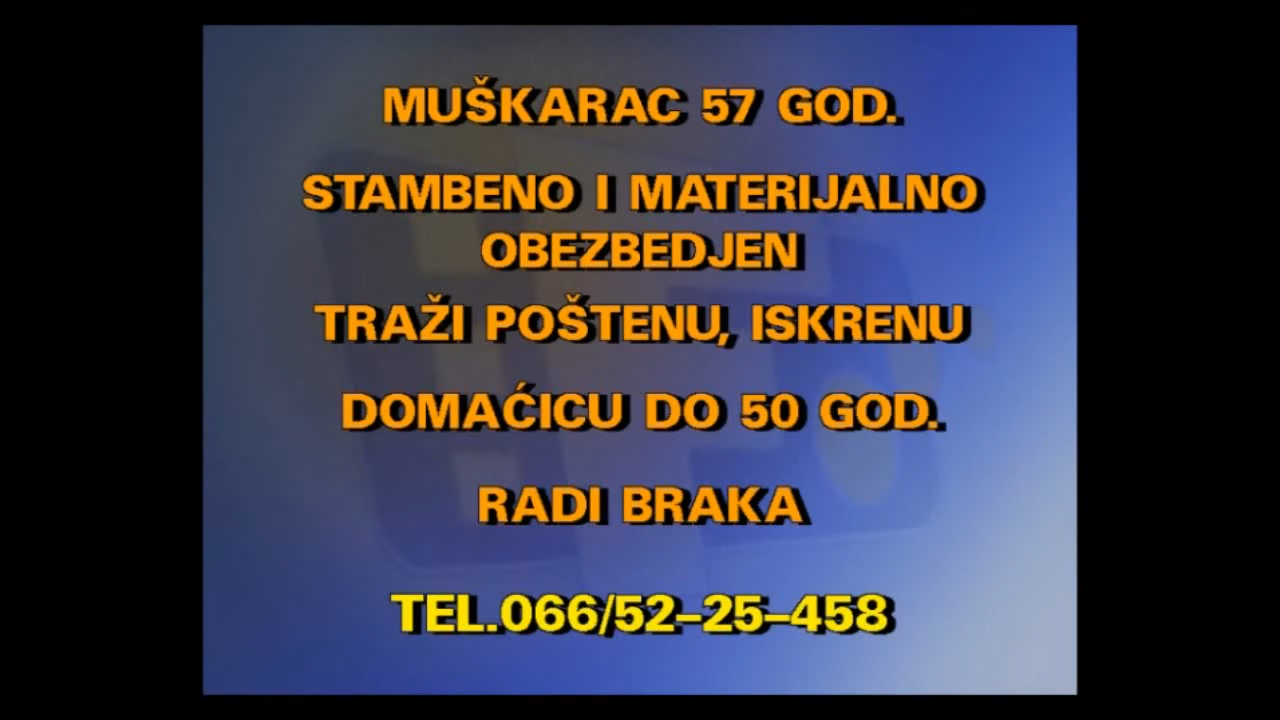 MUŠKARAC 57 GOD.
STAMBENO I MATERIJALNO
OBEZBEDJEN
TRAŽI POŠTENU, ISKRENU
DOMAĆICU DO 50 GOD.
RADI BRAKA
TEL.066/52–25–458